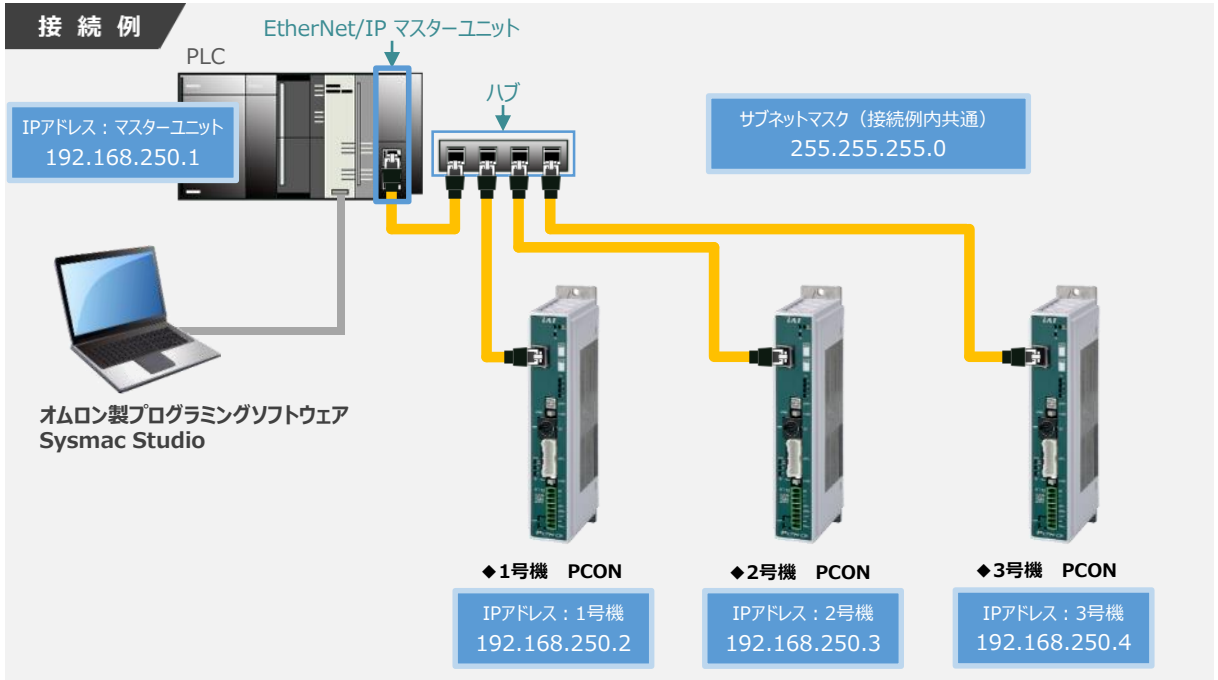 接続例
EtherNet/IP マスターユニット
PLC
ハブ
IPアドレス：マスターユニット
192.168.250.1
サブネットマスク（接続例内共通）
255.255.255.0
オムロン製プログラミングソフトウェア
Sysmac Studio
◆1号機　PCON
◆2号機　PCON
◆3号機　PCON
IPアドレス：1号機
192.168.250.2
IPアドレス：2号機
192.168.250.3
IPアドレス：3号機
192.168.250.4